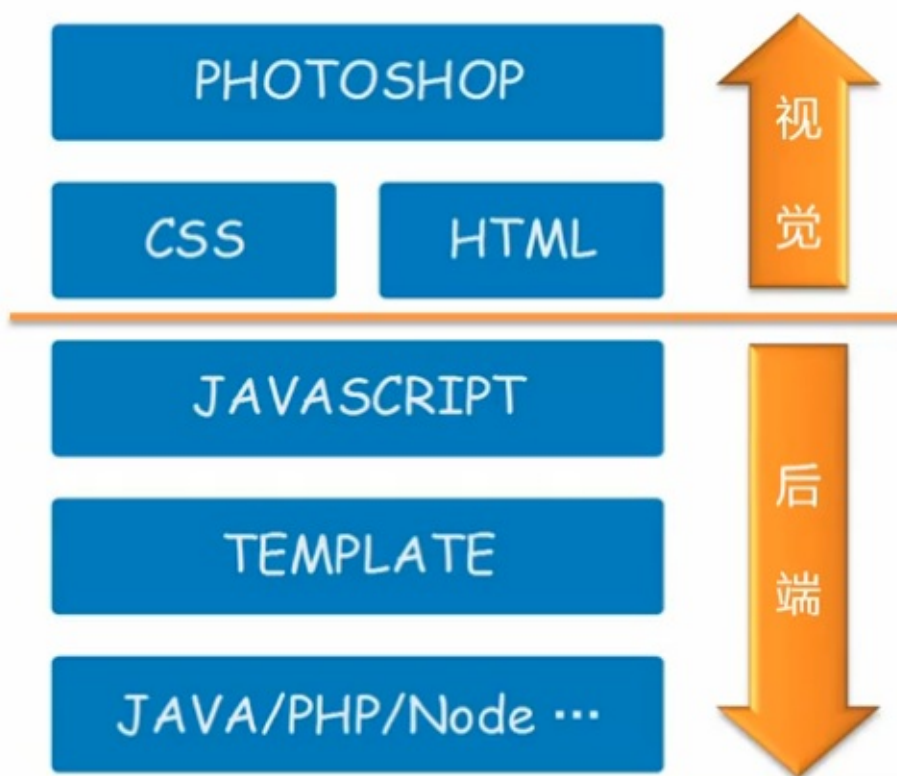 PHOTOSHOP
CSS
HTML
视
觉
JAVASCRIPT
TEMPLATE
JAVA/PHP/Node ···
后
端